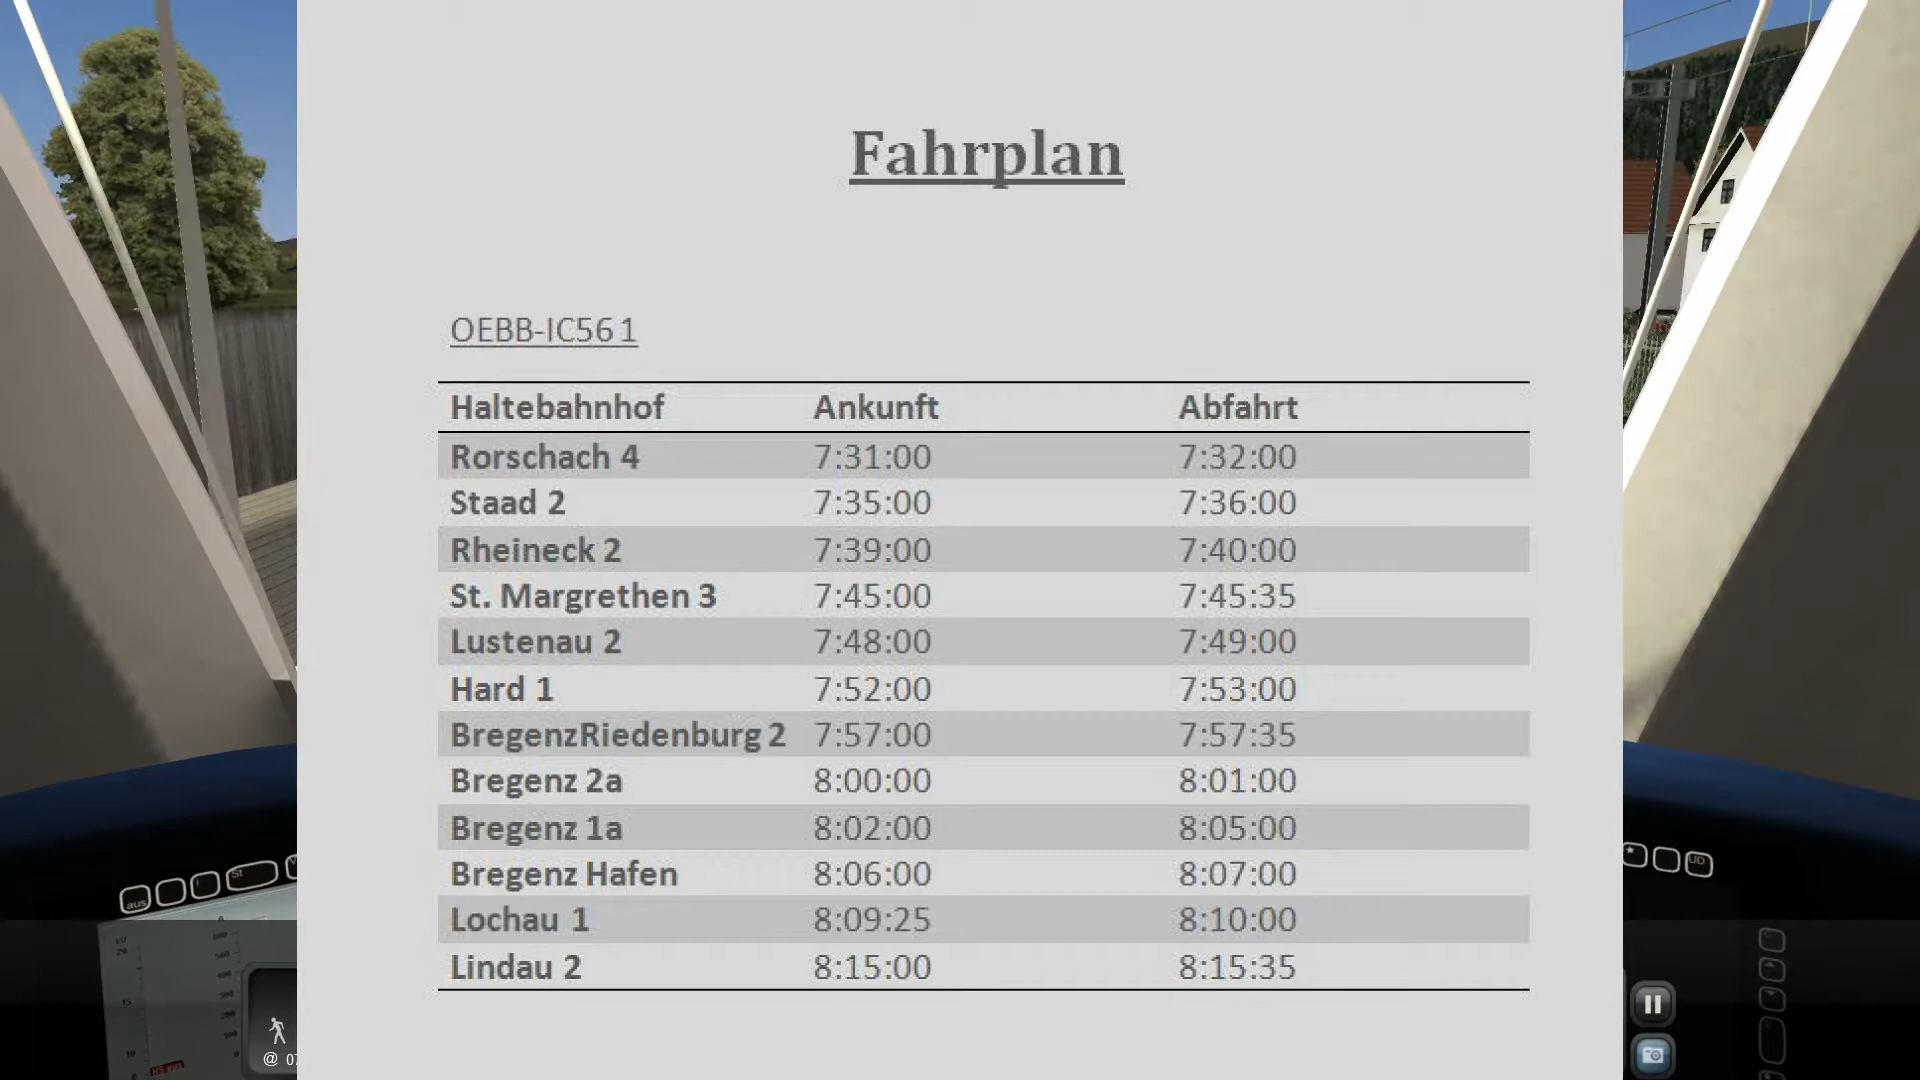 Fahrplan
OEBB-IC561
Haltebahnhof Ankunft Abfahrt
Rorschach 4 7:31:00 7:32:00
Staad 2 7:35:00 7:36:00
Rheineck 2 7:39:00 7:40:00
St. Margrethen 3 7:45:00 7:45:35
Lustenau 2 7:48:00 7:49:00
Hard 1 7:52:00 7:53:00
BregenzRiedenburg 2 7:57:00 7:57:35
Bregenz 2a 8:00:00 8:01:00
Bregenz 1a 8:02:00 8:05:00
Bregenz Hafen 8:06:00 8:07:00
Lochau 1 8:09:25 8:10:00
Lindau 2 8:15:00 8:15:35
aus
St
UD
@ 07